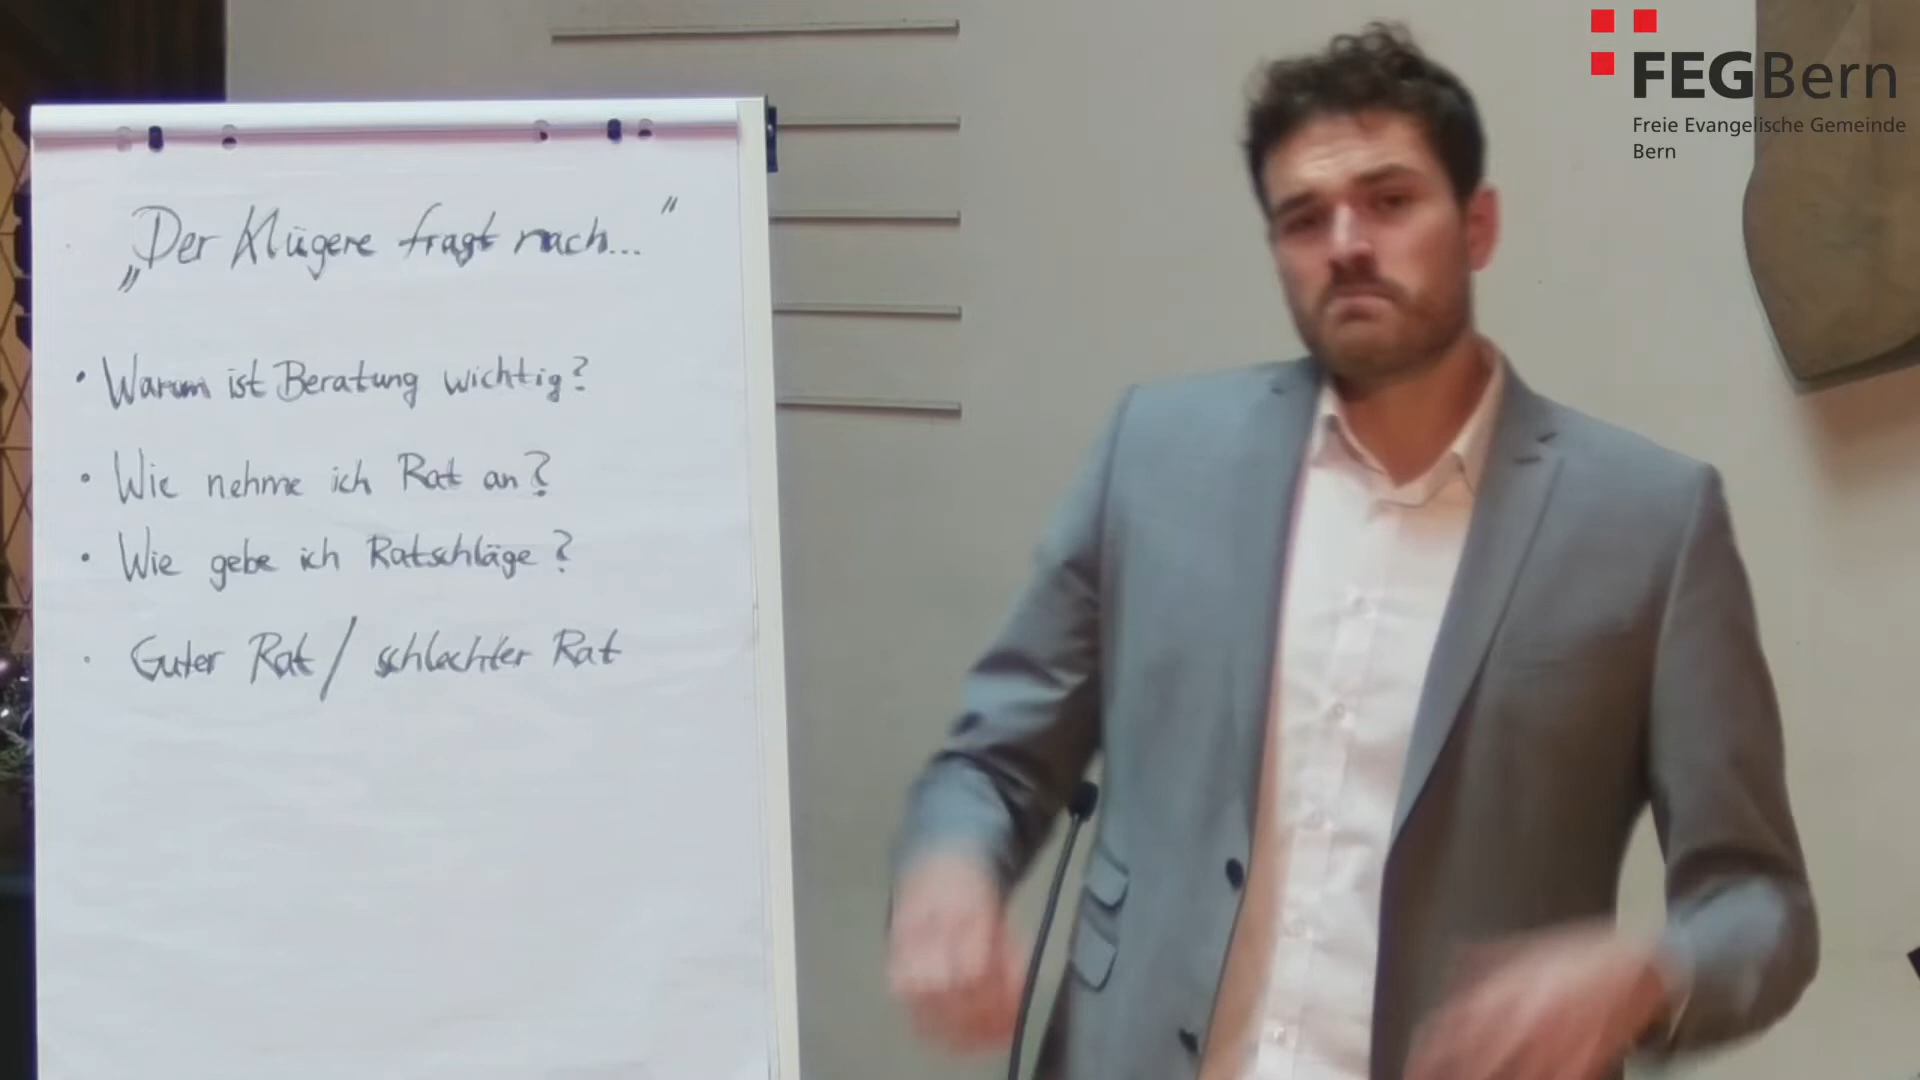 „Der Klügere fragt nach..."
• Warum ist Beratung wichtig?
• Wie nehme ich Rat an?
• Wie gebe ich Ratschläge?
• Guter Rat / schlechter Rat
FEGBern
Freie Evangelische Gemeinde
Bern